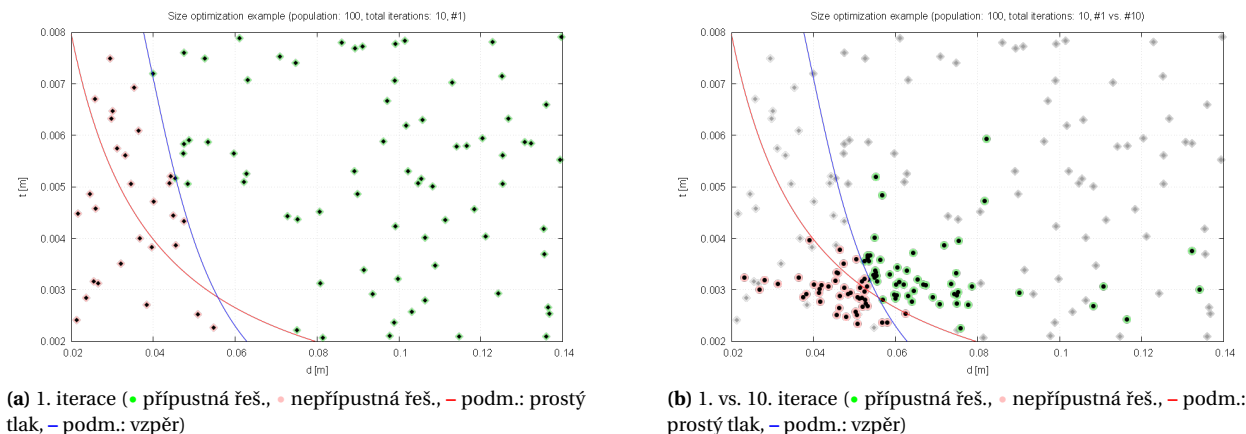 Size optimization example (population: 100, total iterations: 10, #1)
0.008
0.007
0.006
0.005
0.004
0.003
0.002
t [m]
0.02 0.04 0.06 0.08 0.1 0.12 0.14
d [m]
(a) 1. iterace (• přípustná řeš., • nepřípustná řeš., – podm.: prostý
tlak, – podm.: vzpěr)
Size optimization example (population: 100, total iterations: 10, #1 vs. #10)
0.008
0.007
0.006
0.005
0.004
0.003
0.002
t [m]
0.02 0.04 0.06 0.08 0.1 0.12 0.14
d [m]
(b) 1. vs. 10. iterace (• přípustná řeš., • nepřípustná řeš., – podm.:
prostý tlak, – podm.: vzpěr)